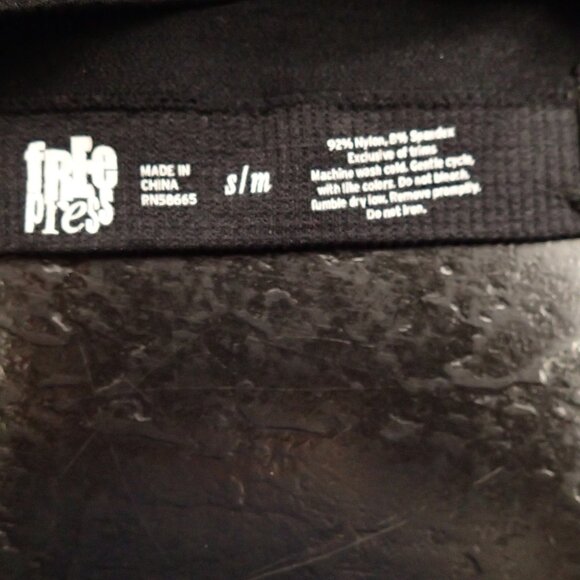 free
press
MADE IN
CHINA
RN58665
s/m
92% Nylon, 8% Spandex
Exclusive of trims
Machine wash cold. Gentle cycle,
with like colors. Do not bleach.
Tumble dry low. Remove promptly.
Do not iron.